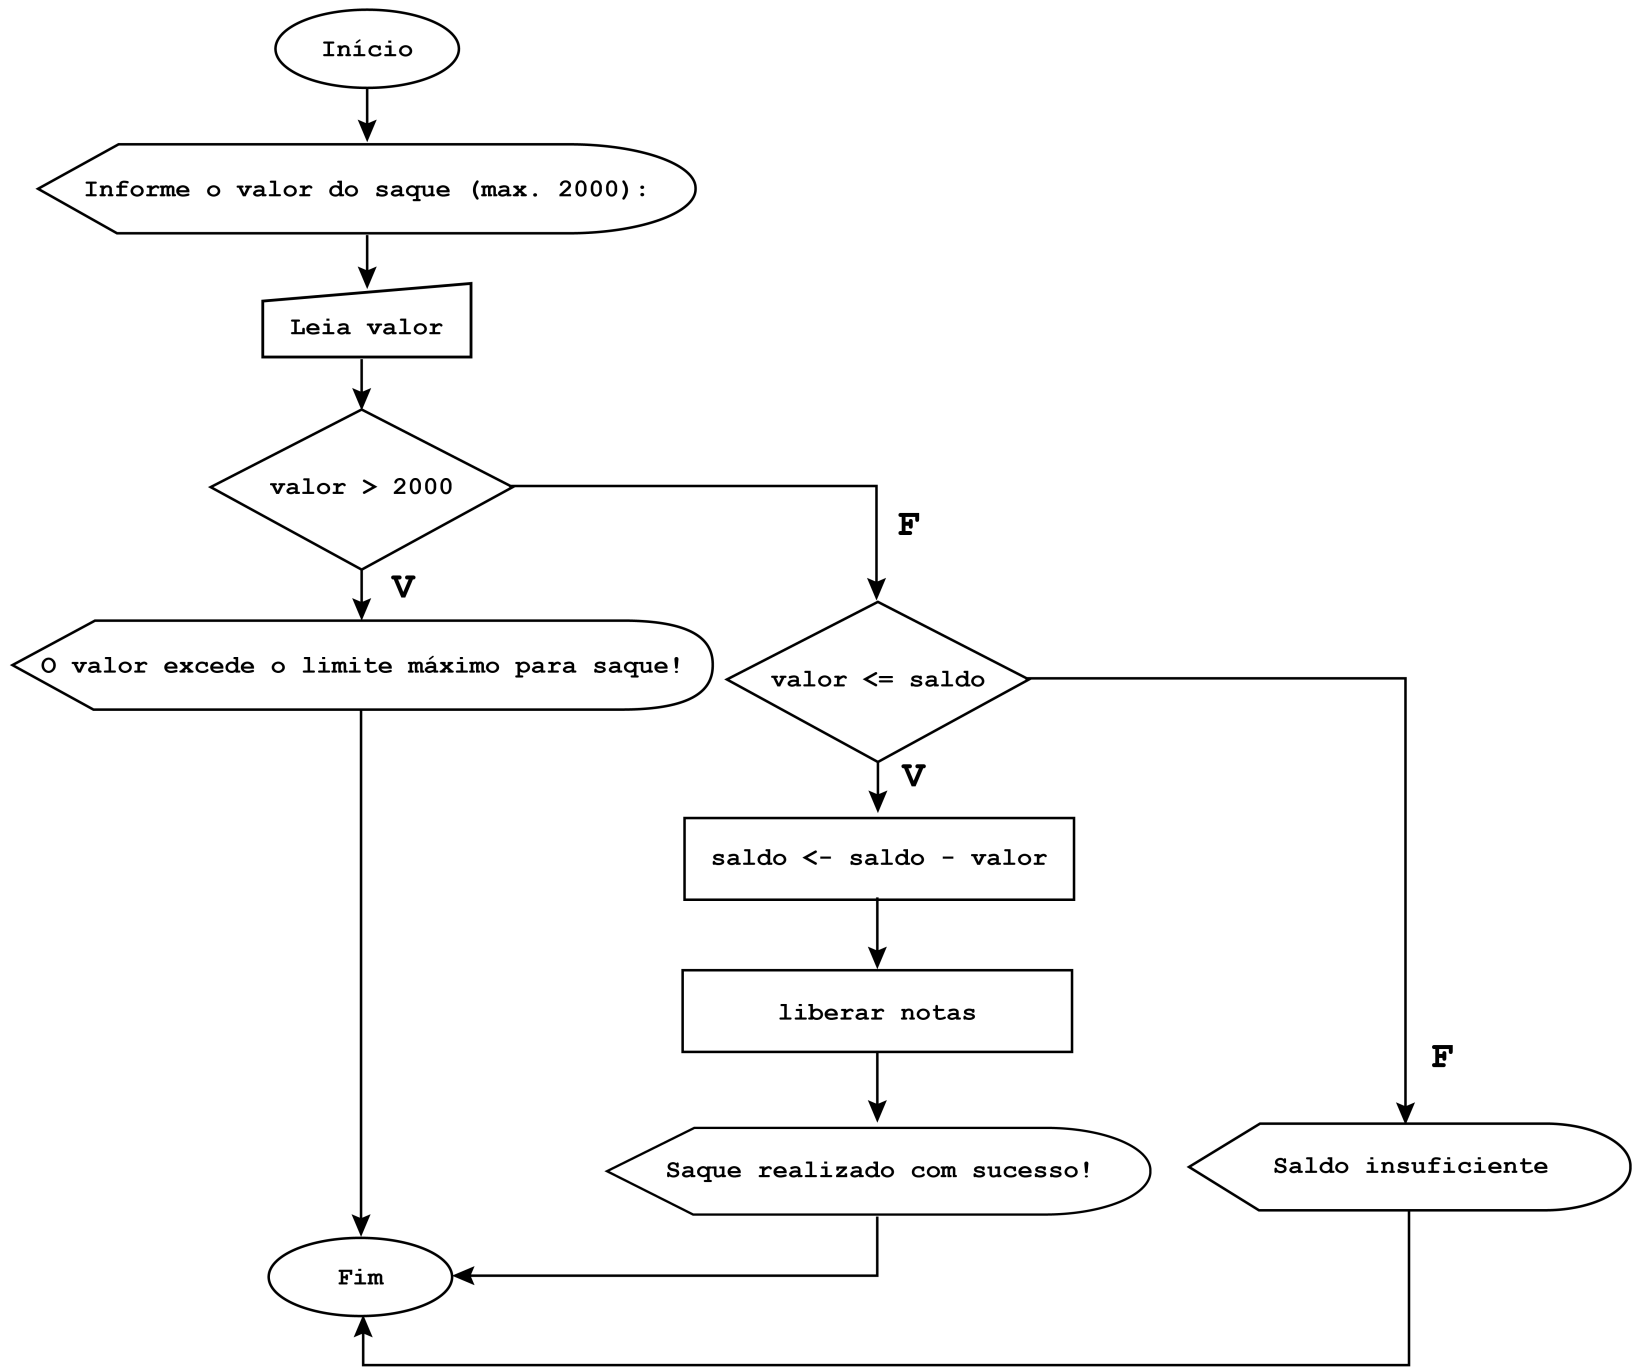 Início
Informe o valor do saque (max. 2000):
Leia valor
valor > 2000
F
V
O valor excede o limite máximo para saque!
valor <= saldo
V
saldo <- saldo - valor
liberar notas
F
Saque realizado com sucesso!
Saldo insuficiente
Fim